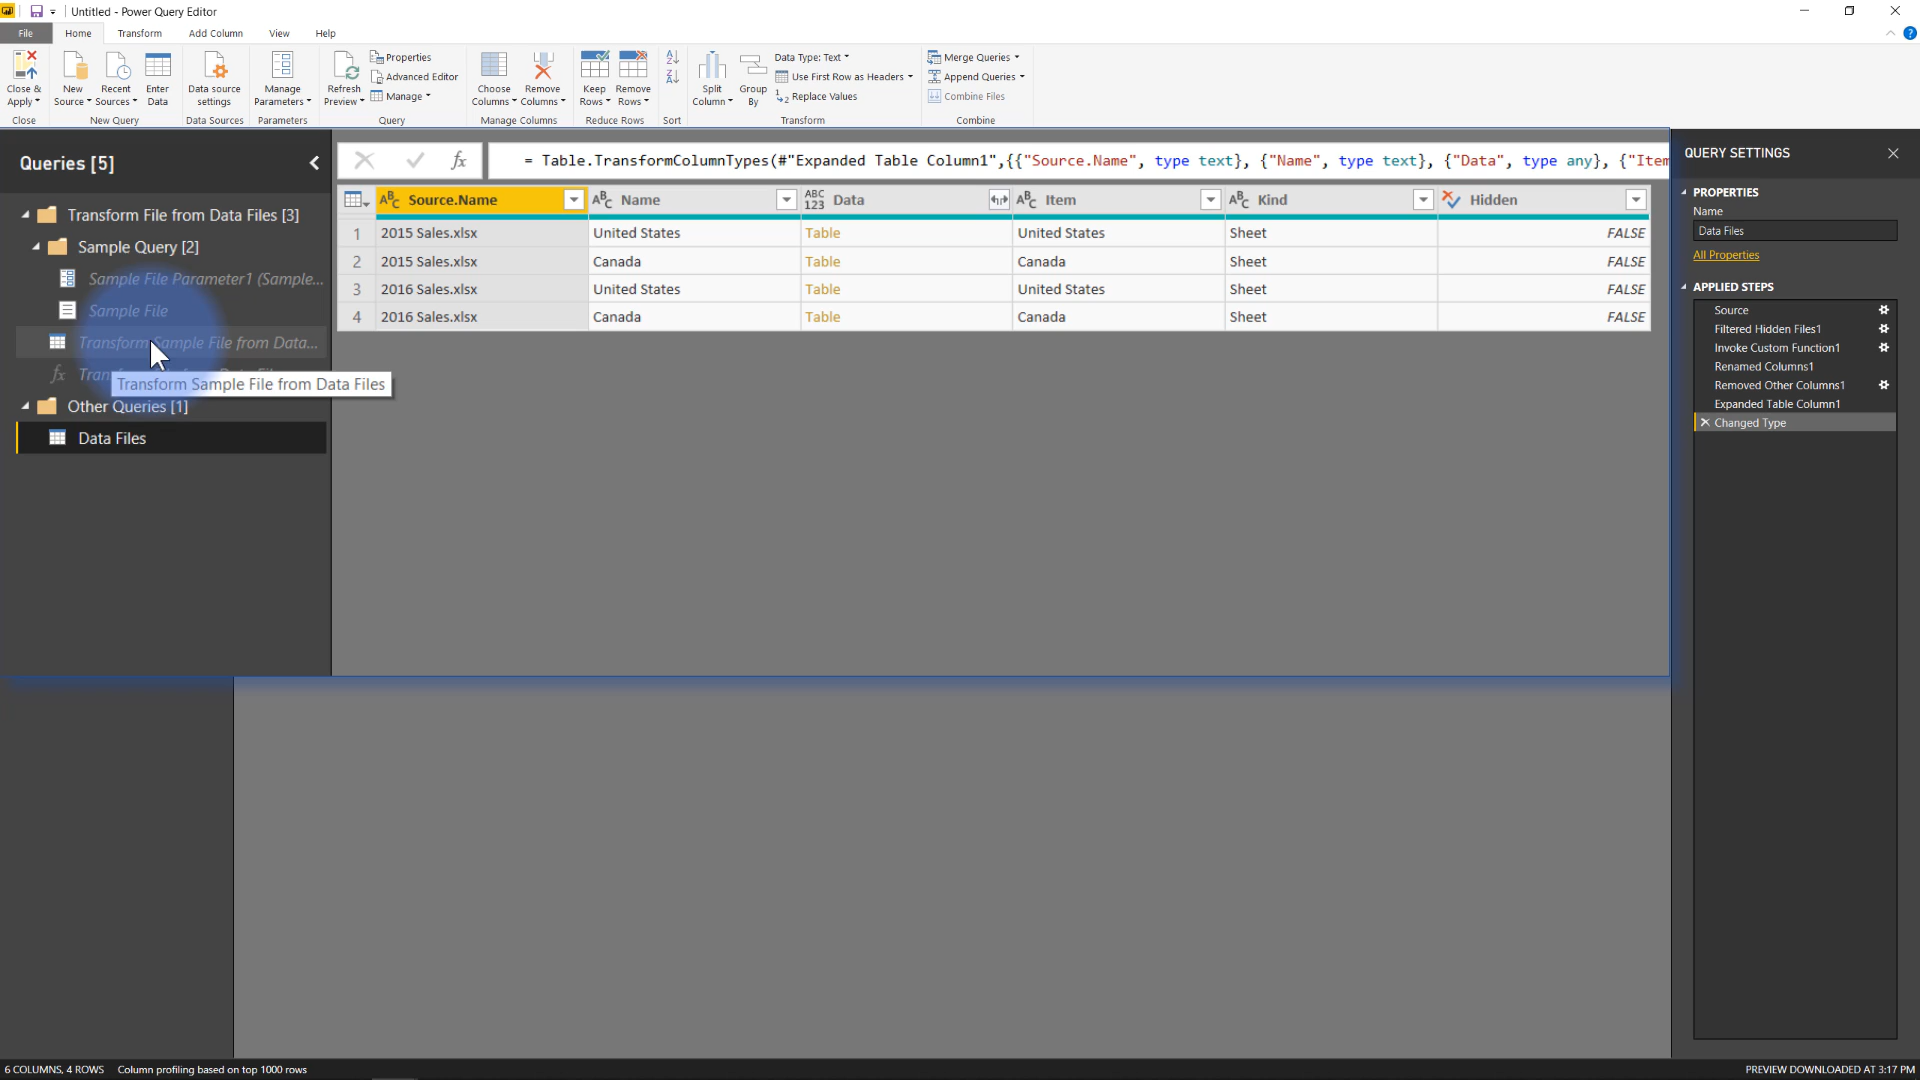 Untitled - Power Query Editor
File Home Transform Add Column View Help
Close & Apply
New Source
Recent Sources
Enter Data
Data source settings
Manage Parameters
Refresh Preview
Properties
Advanced Editor
Manage
Choose Columns
Remove Columns
Keep Rows
Remove Rows
Split Column
Group By
Data Type: Text
Use First Row as Headers
Replace Values
Merge Queries
Append Queries
Combine Files
Close New Query Data Sources Parameters Query Manage Columns Reduce Rows Sort Transform Combine
Queries [5]
Transform File from Data Files [3]
Sample Query [2]
Sample File Parameter1 (Sample...
Sample File
Transform Sample File from Data...
Transform Sample File from Data Files
Other Queries [1]
Data Files
fx = Table.TransformColumnTypes(#"Expanded Table Column1",{{"Source.Name", type text}, {"Name", type text}, {"Data", type any}, {"Item
Source.Name Name Data Item Kind Hidden
1 2015 Sales.xlsx United States Table United States Sheet FALSE
2 2015 Sales.xlsx Canada Table Canada Sheet FALSE
3 2016 Sales.xlsx United States Table United States Sheet FALSE
4 2016 Sales.xlsx Canada Table Canada Sheet FALSE
QUERY SETTINGS
PROPERTIES
Name
Data Files
All Properties
APPLIED STEPS
Source
Filtered Hidden Files1
Invoke Custom Function1
Renamed Columns1
Removed Other Columns1
Expanded Table Column1
Changed Type
6 COLUMNS, 4 ROWS Column profiling based on top 1000 rows
PREVIEW DOWNLOADED AT 3:17 PM